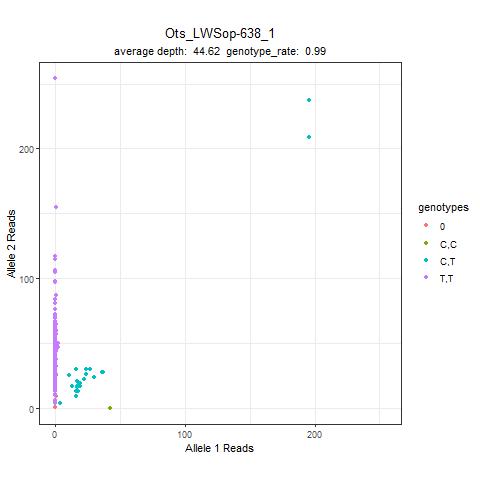 Ots_LWSop-638_1
average depth: 44.62 genotype_rate: 0.99
Allele 2 Reads
200
100
0
0
100
200
Allele 1 Reads
genotypes
0
C,C
C,T
T,T